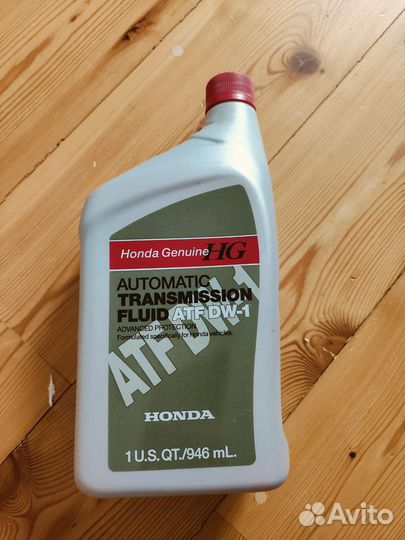 Honda Genuine HG
AUTOMATIC
TRANSMISSION
FLUID ATF DW-1
ADVANCED PROTECTION
Formulated specifically for Honda vehicles.
ATF DW-1
HONDA
1 U.S. QT./946 mL.
Avito